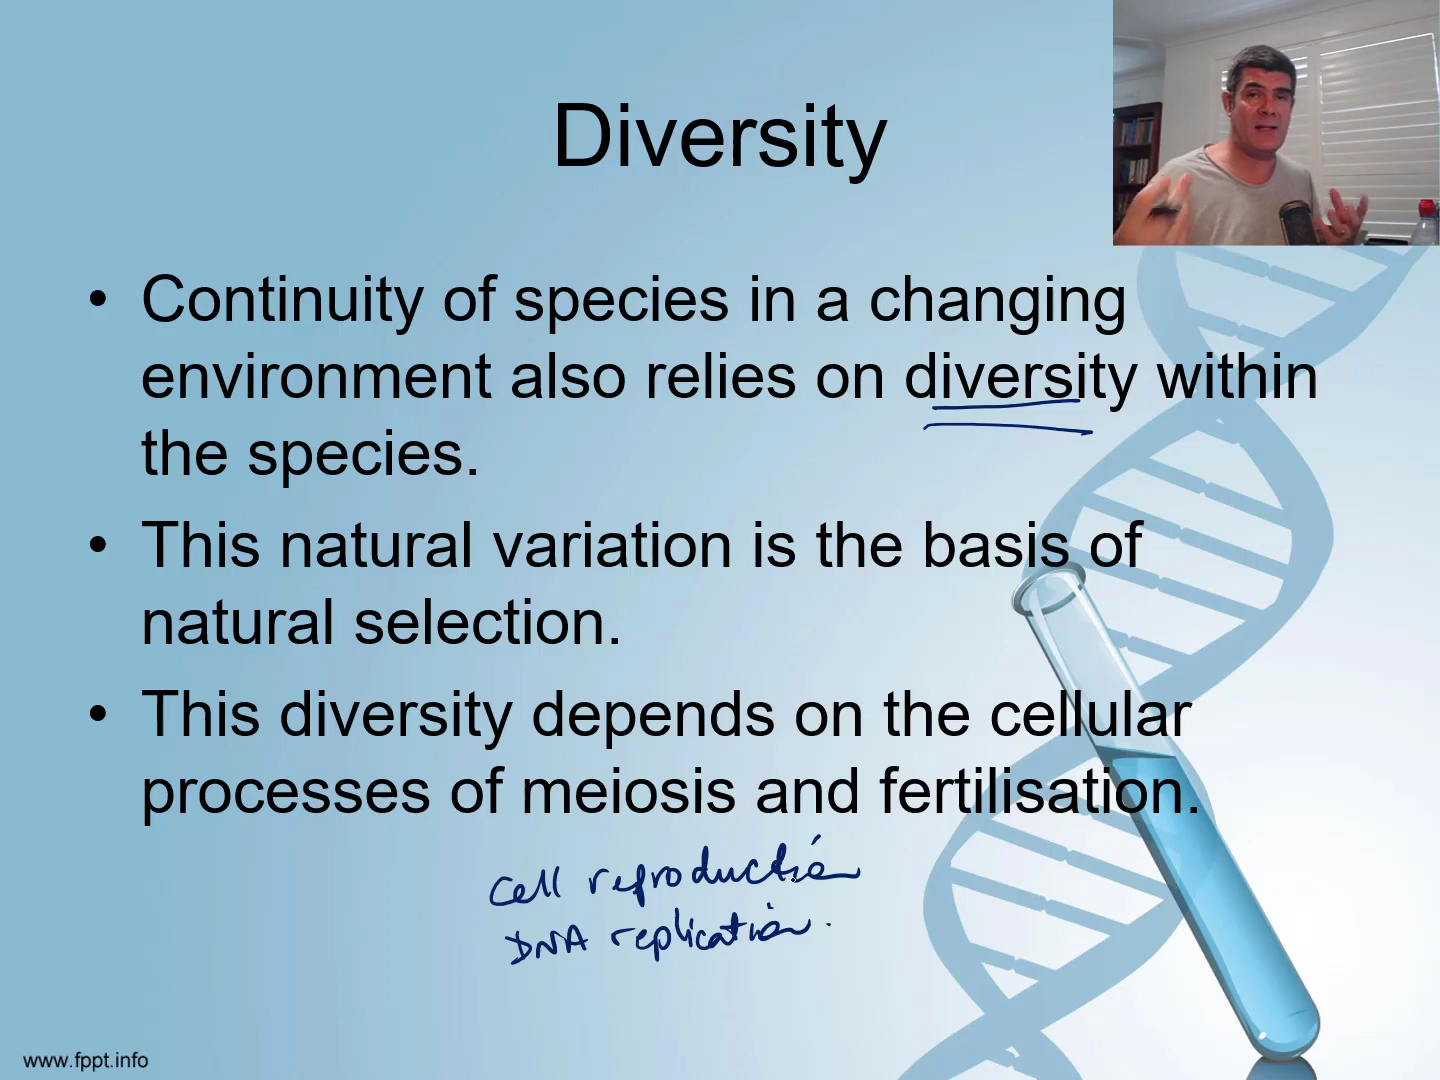 Diversity
• Continuity of species in a changing
environment also relies on diversity within
the species.
• This natural variation is the basis of
natural selection.
• This diversity depends on the cellular
processes of meiosis and fertilisation.
Cell reproduction
DNA replication.
www.fppt.info